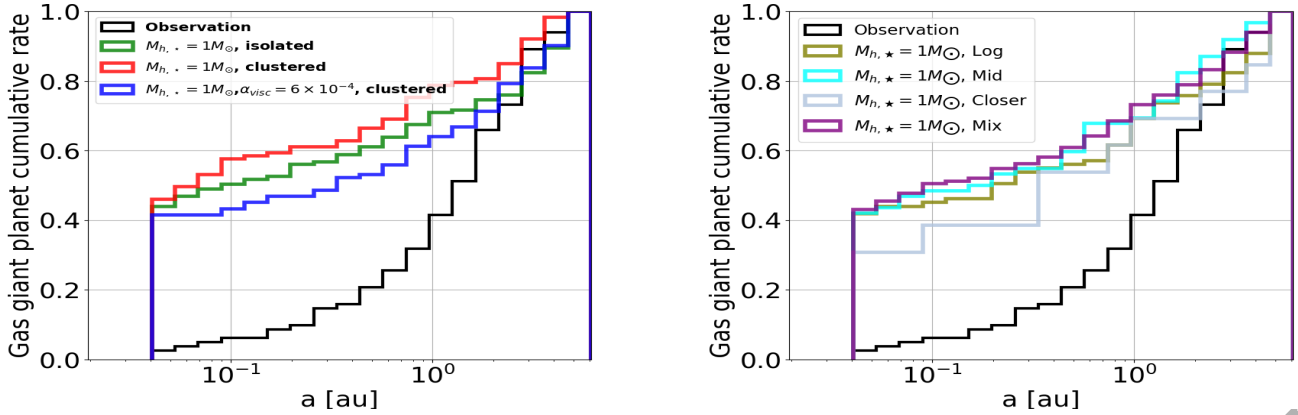 Gas giant planet cumulative rate
1.0
0.8
0.6
0.4
0.2
0.0
Observation
M_{h,⋆} = 1M_⊙, isolated
M_{h,⋆} = 1M_⊙, clustered
M_{h,⋆} = 1M_⊙,α_{visc} = 6 × 10^{-4}, clustered
10^{-1}
10^{0}
a [au]
Gas giant planet cumulative rate
1.0
0.8
0.6
0.4
0.2
0.0
Observation
M_{h,⋆} = 1M_⊙, Log
M_{h,⋆} = 1M_⊙, Mid
M_{h,⋆} = 1M_⊙, Closer
M_{h,⋆} = 1M_⊙, Mix
10^{-1}
10^{0}
a [au]